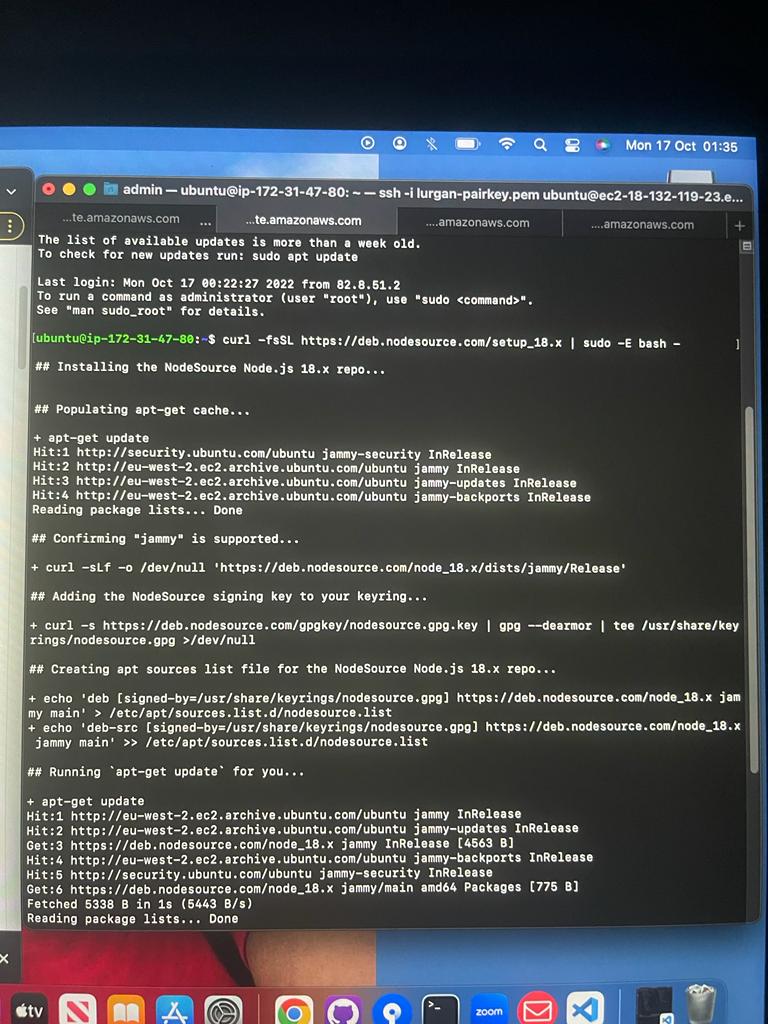 Mon 17 Oct 01:35
admin — ubuntu@ip-172-31-47-80: ~ — ssh -i lurgan-pairkey.pem ubuntu@ec2-18-132-119-23.e...
...te.amazonaws.com ... ...te.amazonaws.com ....amazonaws.com ....amazonaws.com +
The list of available updates is more than a week old.
To check for new updates run: sudo apt update
Last login: Mon Oct 17 00:22:27 2022 from 82.8.51.2
To run a command as administrator (user "root"), use "sudo <command>".
See "man sudo_root" for details.
[ubuntu@ip-172-31-47-80:~$ curl -fsSL https://deb.nodesource.com/setup_18.x | sudo -E bash - ]
## Installing the NodeSource Node.js 18.x repo...
## Populating apt-get cache...
+ apt-get update
Hit:1 http://security.ubuntu.com/ubuntu jammy-security InRelease
Hit:2 http://eu-west-2.ec2.archive.ubuntu.com/ubuntu jammy InRelease
Hit:3 http://eu-west-2.ec2.archive.ubuntu.com/ubuntu jammy-updates InRelease
Hit:4 http://eu-west-2.ec2.archive.ubuntu.com/ubuntu jammy-backports InRelease
Reading package lists... Done
## Confirming "jammy" is supported...
+ curl -sLf -o /dev/null 'https://deb.nodesource.com/node_18.x/dists/jammy/Release'
## Adding the NodeSource signing key to your keyring...
+ curl -s https://deb.nodesource.com/gpgkey/nodesource.gpg.key | gpg --dearmor | tee /usr/share/key
rings/nodesource.gpg >/dev/null
## Creating apt sources list file for the NodeSource Node.js 18.x repo...
+ echo 'deb [signed-by=/usr/share/keyrings/nodesource.gpg] https://deb.nodesource.com/node_18.x jam
my main' > /etc/apt/sources.list.d/nodesource.list
+ echo 'deb-src [signed-by=/usr/share/keyrings/nodesource.gpg] https://deb.nodesource.com/node_18.x
jammy main' >> /etc/apt/sources.list.d/nodesource.list
## Running `apt-get update` for you...
+ apt-get update
Hit:1 http://eu-west-2.ec2.archive.ubuntu.com/ubuntu jammy InRelease
Hit:2 http://eu-west-2.ec2.archive.ubuntu.com/ubuntu jammy-updates InRelease
Get:3 https://deb.nodesource.com/node_18.x jammy InRelease [4563 B]
Hit:4 http://eu-west-2.ec2.archive.ubuntu.com/ubuntu jammy-backports InRelease
Hit:5 http://security.ubuntu.com/ubuntu jammy-security InRelease
Get:6 https://deb.nodesource.com/node_18.x jammy/main amd64 Packages [775 B]
Fetched 5338 B in 1s (5443 B/s)
Reading package lists... Done
tv
zoom